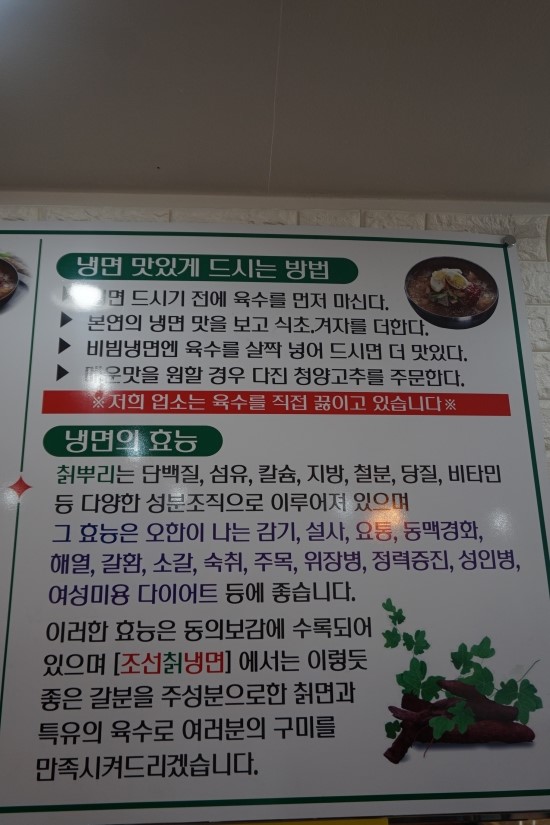 냉면 맛있게 드시는 방법
▶ 냉면 드시기 전에 육수를 먼저 마신다.
▶ 본연의 냉면 맛을 보고 식초.겨자를 더한다.
▶ 비빔냉면엔 육수를 살짝 넣어 드시면 더 맛있다.
▶ 매운맛을 원할 경우 다진 청양고추를 주문한다.
※저희 업소는 육수를 직접 끓이고 있습니다※
냉면의 효능
칡뿌리는 단백질, 섬유, 칼슘, 지방, 철분, 당질, 비타민
등 다양한 성분조직으로 이루어져 있으며
그 효능은 오한이 나는 감기, 설사, 요통, 동맥경화,
해열, 갈환, 소갈, 숙취, 주목, 위장병, 정력증진, 성인병,
여성미용 다이어트 등에 좋습니다.
이러한 효능은 동의보감에 수록되어
있으며 [조선칡냉면] 에서는 이렇듯
좋은 갈분을 주성분으로한 칡면과
특유의 육수로 여러분의 구미를
만족시켜드리겠습니다.